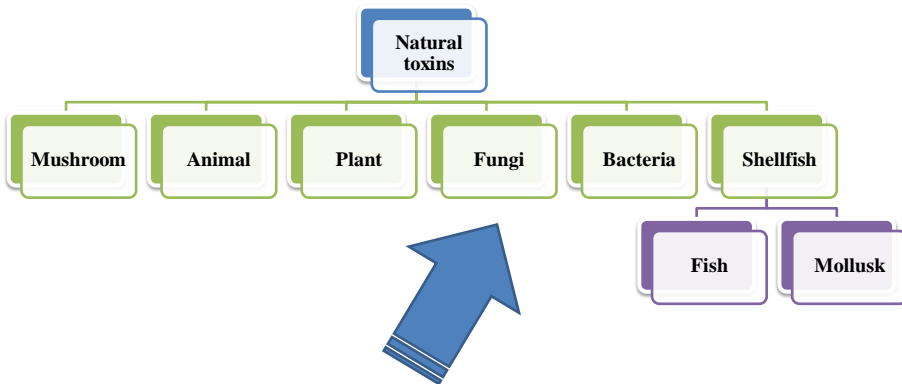 Natural
toxins
Mushroom
Animal
Plant
Fungi
Bacteria
Shellfish
Fish
Mollusk